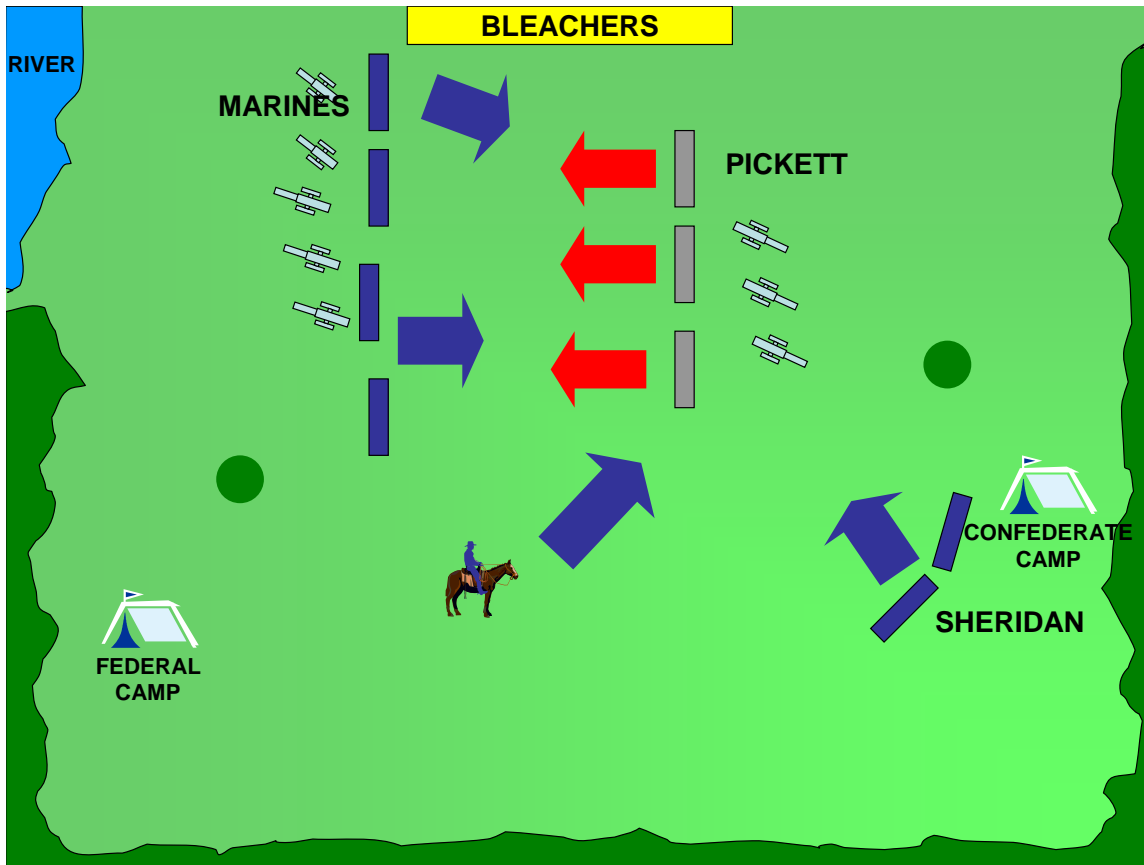 BLEACHERS
RIVER
MARINES
PICKETT
CONFEDERATE
CAMP
SHERIDAN
FEDERAL
CAMP